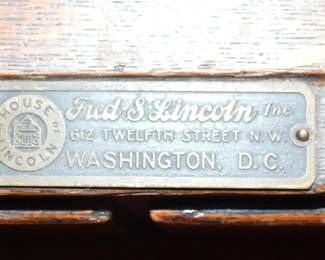 HOUSE OF LINCOLN
Fred S. Lincoln Inc.
612 TWELFTH STREET N.W.
WASHINGTON, D.C.